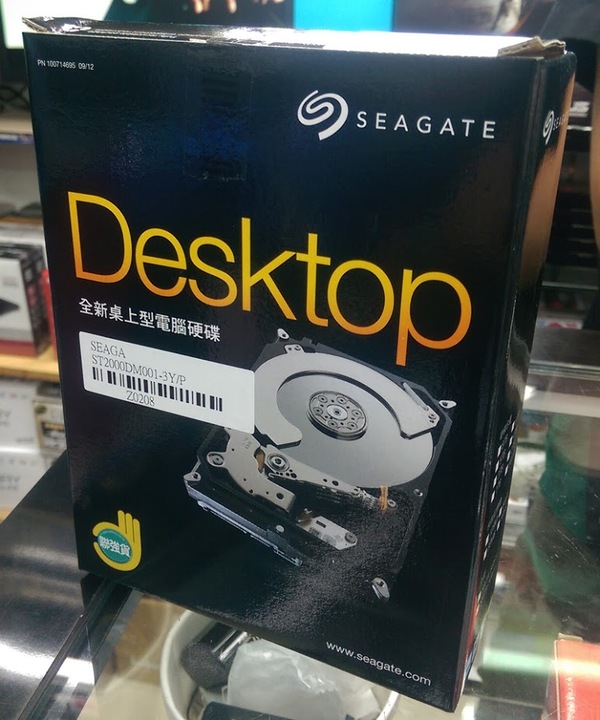 PN 100714695 09/12
SEAGATE
Desktop
全新桌上型電腦硬碟
SEAGA
ST2000DM001-3Y/P
Z0208
聯強貨
www.seagate.com